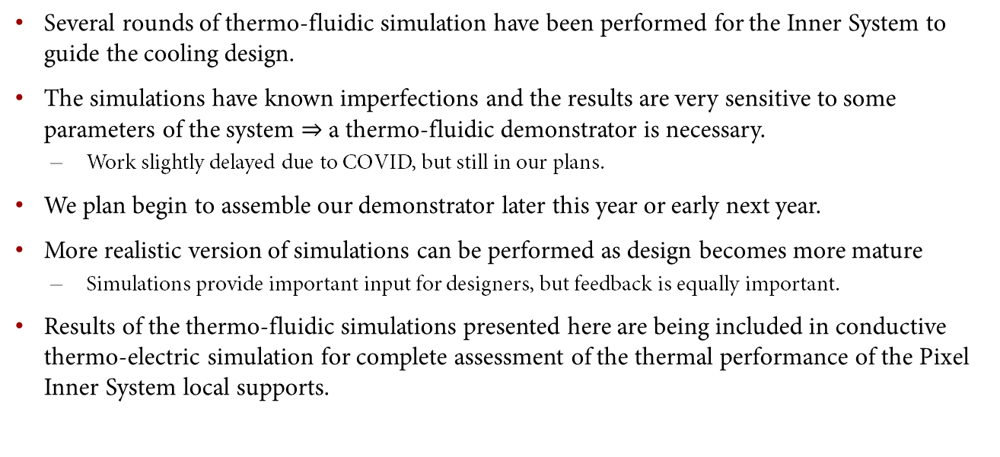 • Several rounds of thermo-fluidic simulation have been performed for the Inner System to
guide the cooling design.
• The simulations have known imperfections and the results are very sensitive to some
parameters of the system ⇒ a thermo-fluidic demonstrator is necessary.
– Work slightly delayed due to COVID, but still in our plans.
• We plan begin to assemble our demonstrator later this year or early next year.
• More realistic version of simulations can be performed as design becomes more mature
– Simulations provide important input for designers, but feedback is equally important.
• Results of the thermo-fluidic simulations presented here are being included in conductive
thermo-electric simulation for complete assessment of the thermal performance of the Pixel
Inner System local supports.